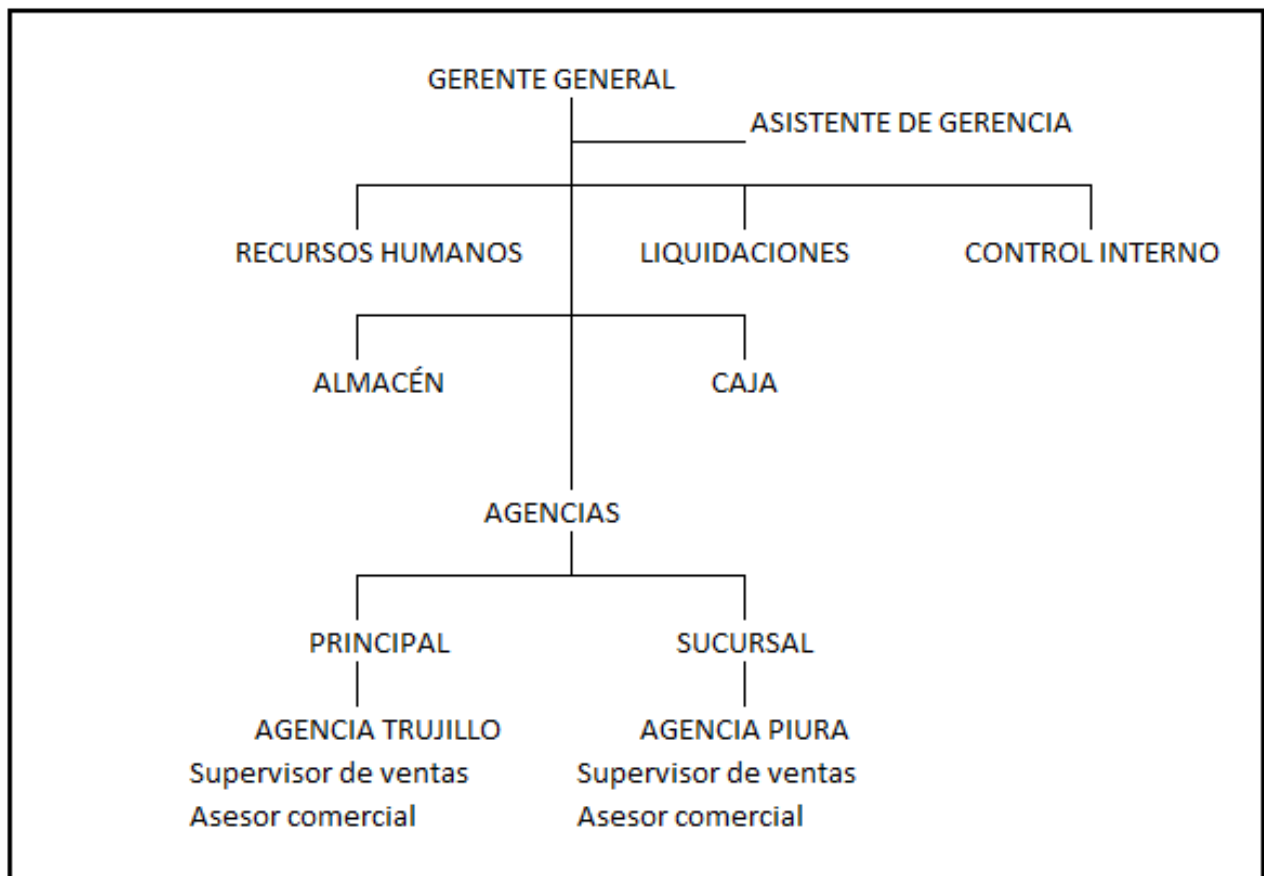 GERENTE GENERAL
ASISTENTE DE GERENCIA
RECURSOS HUMANOS
LIQUIDACIONES
CONTROL INTERNO
ALMACÉN
CAJA
AGENCIAS
PRINCIPAL
SUCURSAL
AGENCIA TRUJILLO
Supervisor de ventas
Asesor comercial
AGENCIA PIURA
Supervisor de ventas
Asesor comercial